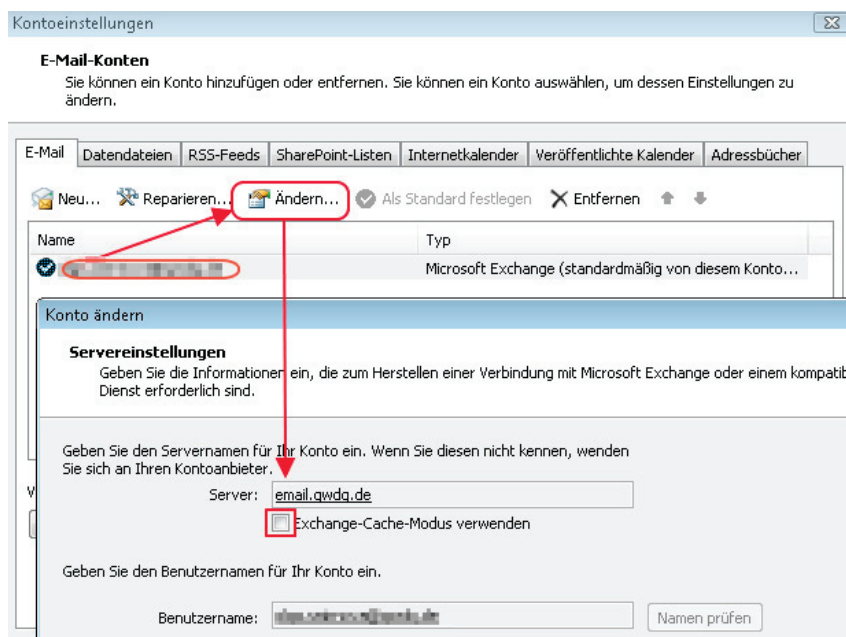 Kontoeinstellungen
E-Mail-Konten
Sie können ein Konto hinzufügen oder entfernen. Sie können ein Konto auswählen, um dessen Einstellungen zu
ändern.
E-Mail Datendateien RSS-Feeds SharePoint-Listen Internetkalender Veröffentlichte Kalender Adressbücher
Neu... Reparieren... Ändern... Als Standard festlegen Entfernen
Name Typ
Microsoft Exchange (standardmäßig von diesem Konto...
Konto ändern
Servereinstellungen
Geben Sie die Informationen ein, die zum Herstellen einer Verbindung mit Microsoft Exchange oder einem kompatib
Dienst erforderlich sind.
Geben Sie den Servernamen für Ihr Konto ein. Wenn Sie diesen nicht kennen, wenden
Sie sich an Ihren Kontoanbieter.
V
Server: email.gwdg.de
Exchange-Cache-Modus verwenden
Geben Sie den Benutzernamen für Ihr Konto ein.
Benutzername: Namen prüfen